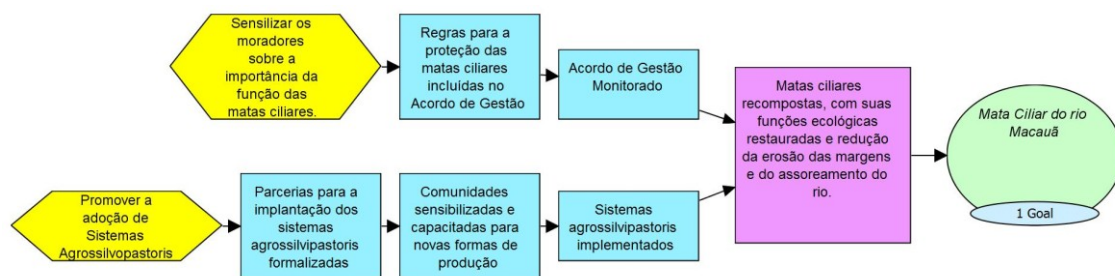 Sensilizar os
moradores
sobre a
importância da
função das
matas ciliares.
Regras para a
proteção das
matas ciliares
incluídas no
Acordo de Gestão
Acordo de Gestão
Monitorado
Matas ciliares
recompostas, com suas
funções ecológicas
restauradas e redução
da erosão das margens
e do assoreamento do
rio.
Mata Ciliar do rio
Macauã
1 Goal
Promover a
adoção de
Sistemas
Agrossilvopastoris
Parcerias para a
implantação dos
sistemas
agrossilvipastoris
formalizadas
Comunidades
sensibilizadas e
capacitadas para
novas formas de
produção
Sistemas
agrossilvipastoris
implementados